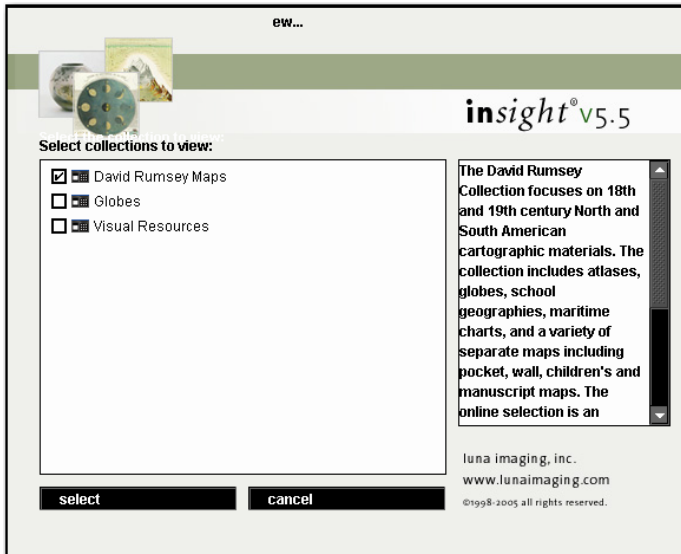 ew...
insight® v5.5
Select the collection to view:
Select collections to view:
David Rumsey Maps
Globes
Visual Resources
The David Rumsey
Collection focuses on 18th
and 19th century North and
South American
cartographic materials. The
collection includes atlases,
globes, school
geographies, maritime
charts, and a variety of
separate maps including
pocket, wall, children's and
manuscript maps. The
online selection is an
luna imaging, inc.
www.lunaimaging.com
©1998-2005 all rights reserved.
select
cancel